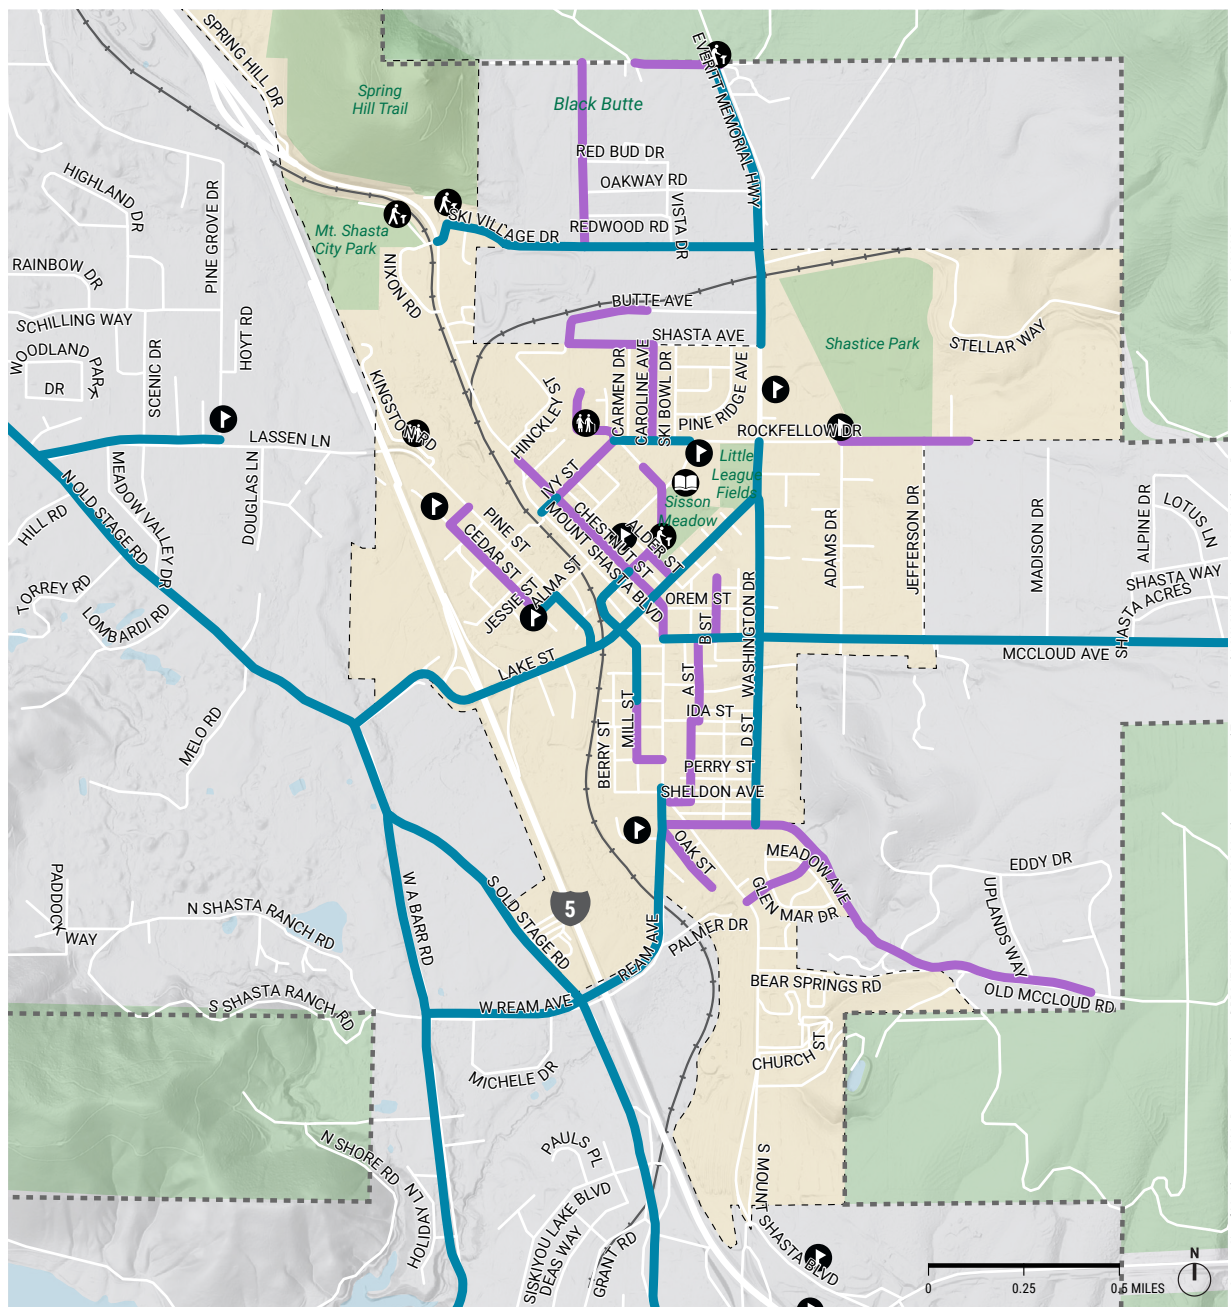 SPRING HILL DR
EVERITT MEMORIAL HWY
Spring
Hill Trail
Black Butte
RED BUD DR
OAKWAY RD
VISTA DR
REDWOOD RD
HIGHLAND DR
PINE GROVE DR
SKI VILLAGE DR
Mt. Shasta
City Park
NIXON RD
RAINBOW DR
BUTTE AVE
SCHILLING WAY
HOYT RD
SHASTA AVE
STELLAR WAY
Shastice Park
WOODLAND
PARK
DR
SCENIC DR
KINGSTON RD
HINCKLEY ST
CARMEN DR
CAROLINE AVE
SKI BOWL DR
PINE RIDGE AVE
ROCKFELLOW DR
LASSEN LN
Little
League
Fields
IVY ST
Sisson
Meadow
N OLD STAGE RD
MEADOW VALLEY DR
DOUGLAS LN
HILL RD
PINE ST
CEDAR ST
CHESTNUT ST
ALDER ST
MOUNT SHASTA BLVD
ADAMS DR
JEFFERSON DR
MADISON DR
ALPINE DR
LOTUS LN
TORREY RD
LOMBARDI RD
JESSIE ST
ALMA ST
OREM ST
B ST
WASHINGTON DR
SHASTA WAY
SHASTA ACRES
MCCLOUD AVE
LAKE ST
A ST
MELO RD
BERRY ST
MILL ST
IDA ST
D ST
PERRY ST
SHELDON AVE
OAK ST
MEADOW AVE
GLEN MAR DR
EDDY DR
UPLANDS WAY
PADDOCK WAY
N SHASTA RANCH RD
W A BARR RD
S OLD STAGE RD
5
REAM AVE
PALMER DR
BEAR SPRINGS RD
OLD MCCLOUD RD
S SHASTA RANCH RD
W REAM AVE
CHURCH ST
MICHELE DR
N SHORE RD
PAULS PL
HOLIDAY LN
SISKIYOU LAKE BLVD
DEAS WAY
GRANT RD
S MOUNT SHASTA BLVD
N
0 0.25 0.5 MILES